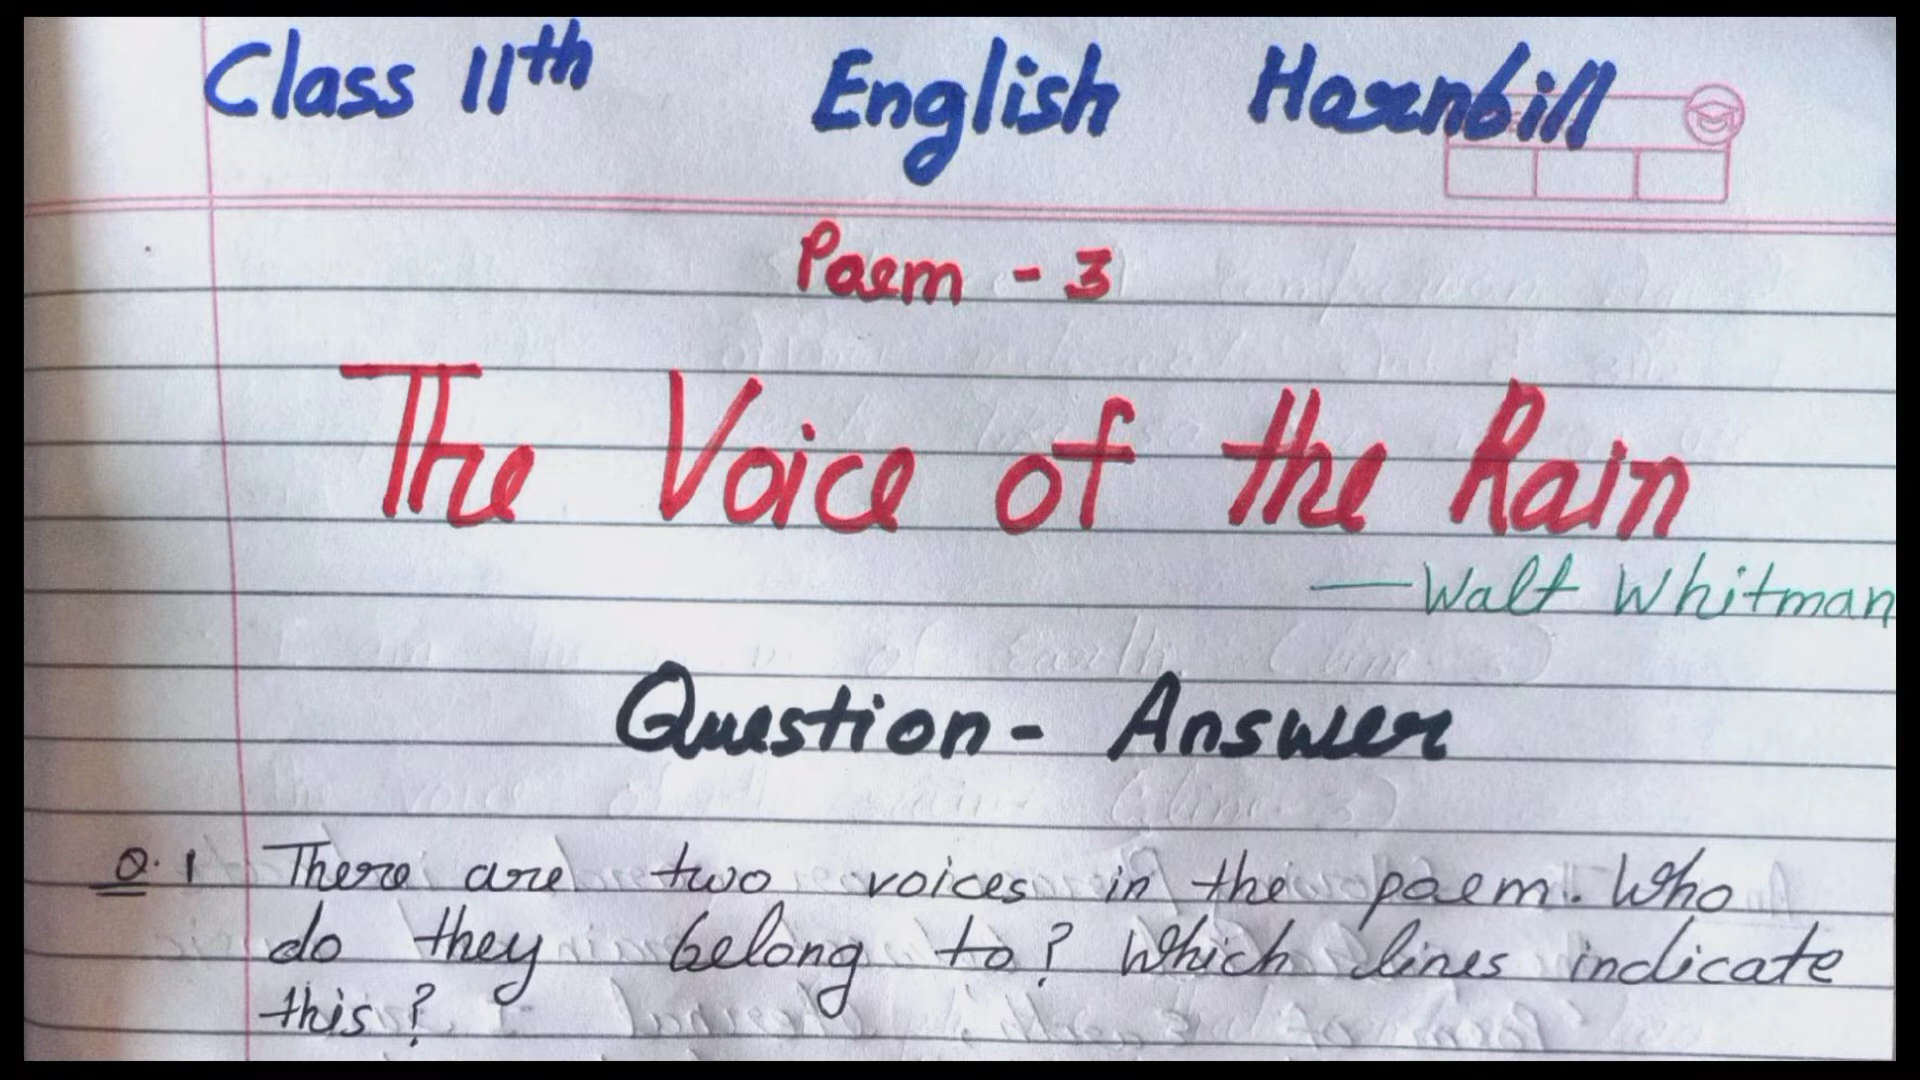 Class 11th English Hornbill
Poem - 3
The Voice of the Rain
— Walt Whitman
Question - Answer
Q. 1 There are two voices in the poem. Who
do they belong to? Which lines indicate
this?